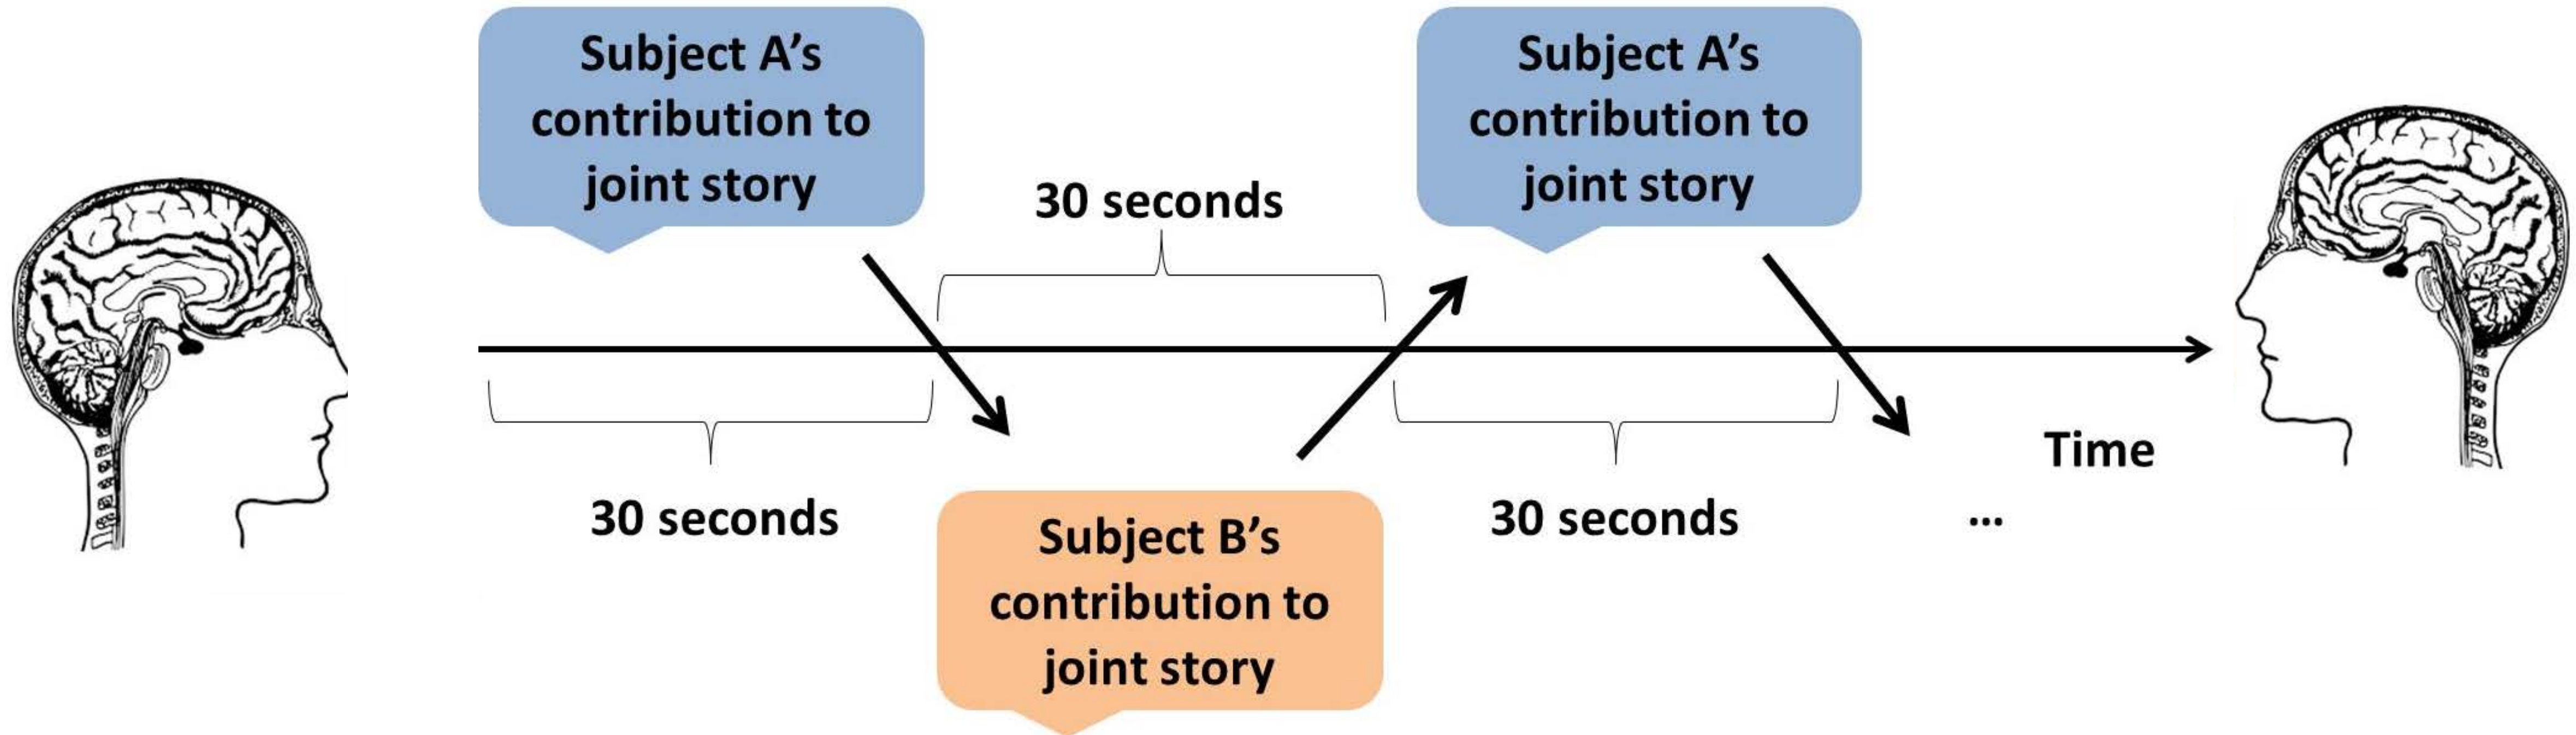 Subject A’s
contribution to
joint story
30 seconds
Subject A’s
contribution to
joint story
30 seconds
Subject B’s
contribution to
joint story
30 seconds
...
Time